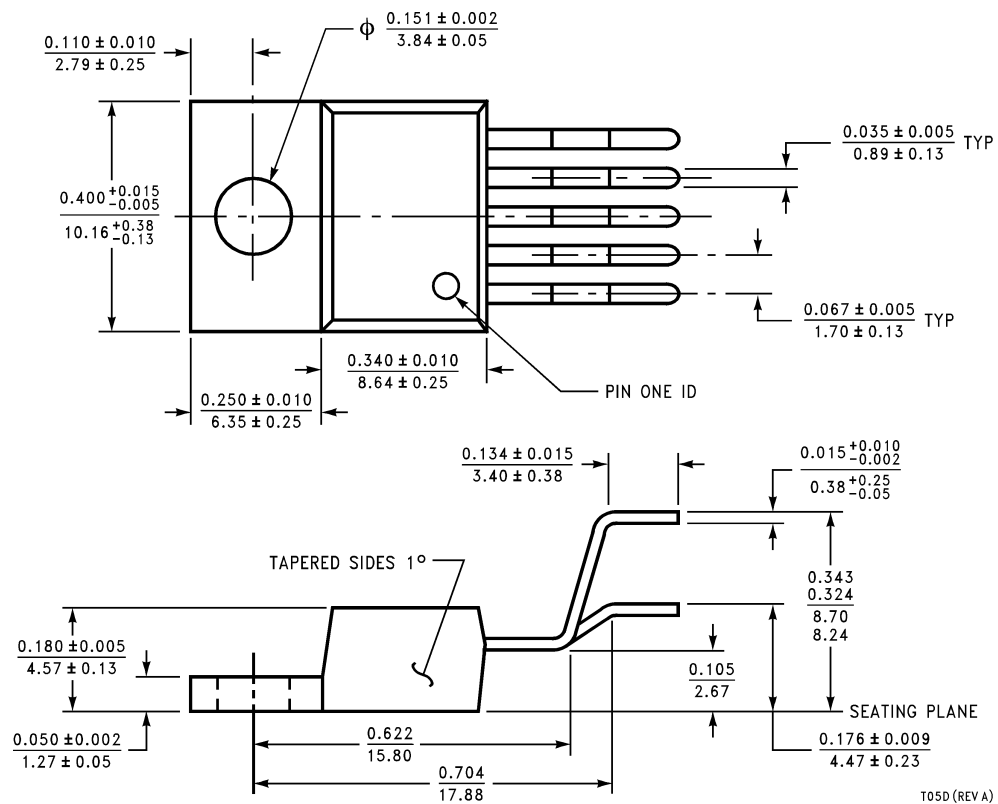 ϕ 0.151 ± 0.002
3.84 ± 0.05
0.110 ± 0.010
2.79 ± 0.25
0.035 ± 0.005 TYP
0.89 ± 0.13
0.400 +0.015
-0.005
10.16 +0.38
-0.13
0.067 ± 0.005 TYP
1.70 ± 0.13
0.340 ± 0.010
8.64 ± 0.25
PIN ONE ID
0.250 ± 0.010
6.35 ± 0.25
0.134 ± 0.015
3.40 ± 0.38
0.015 +0.010
-0.002
0.38 +0.25
-0.05
TAPERED SIDES 1°
0.343
0.324
8.70
8.24
0.180 ± 0.005
4.57 ± 0.13
0.105
2.67
SEATING PLANE
0.050 ± 0.002
1.27 ± 0.05
0.622
15.80
0.176 ± 0.009
4.47 ± 0.23
0.704
17.88
T05D (REV A)